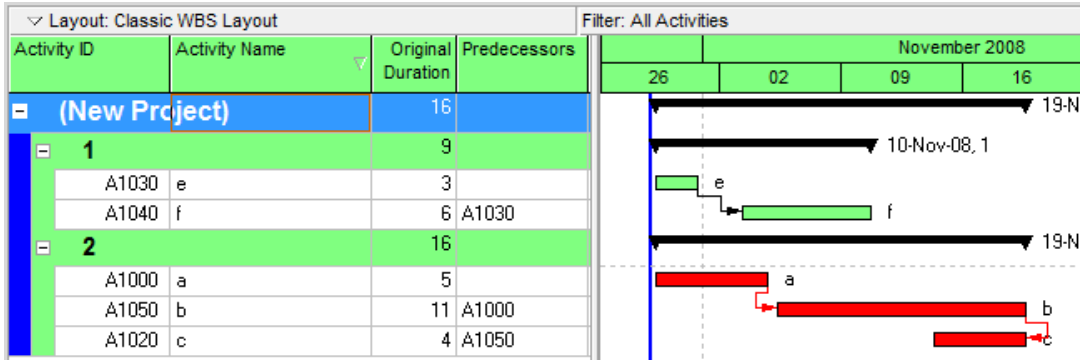 Layout: Classic WBS Layout Filter: All Activities
Activity ID Activity Name Original Duration Predecessors November 2008
26 02 09 16
(New Project) 16 19-N
1 9 10-Nov-08, 1
A1030 e 3 e
A1040 f 6 A1030 f
2 16 19-N
A1000 a 5 a
A1050 b 11 A1000 b
A1020 c 4 A1050 c